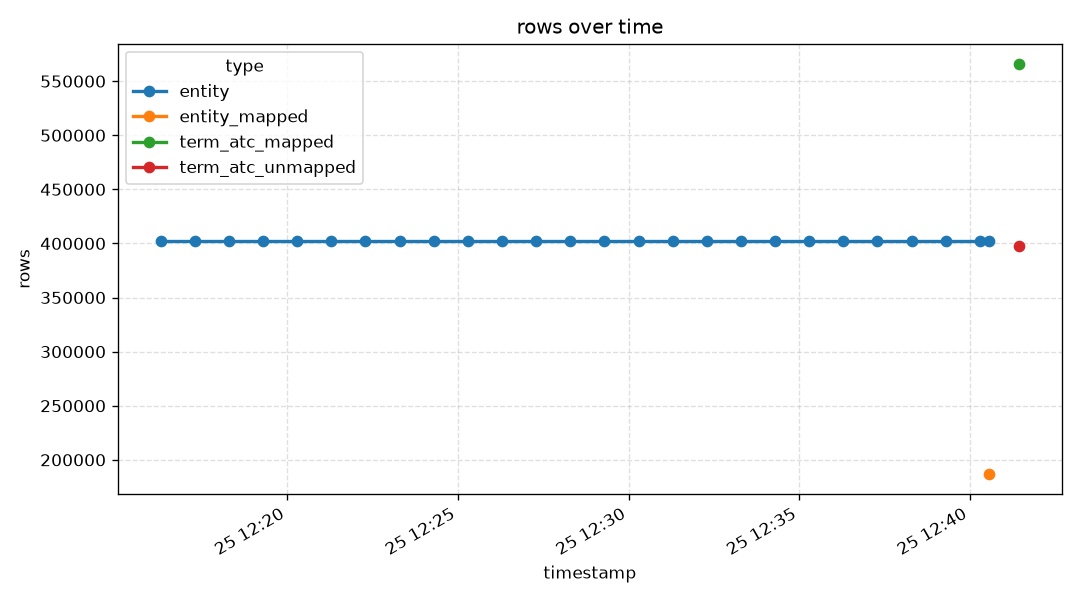 rows over time
type
entity
entity_mapped
term_atc_mapped
term_atc_unmapped
rows
550000
500000
450000
400000
350000
300000
250000
200000
25 12:20
25 12:25
25 12:30
25 12:35
25 12:40
timestamp